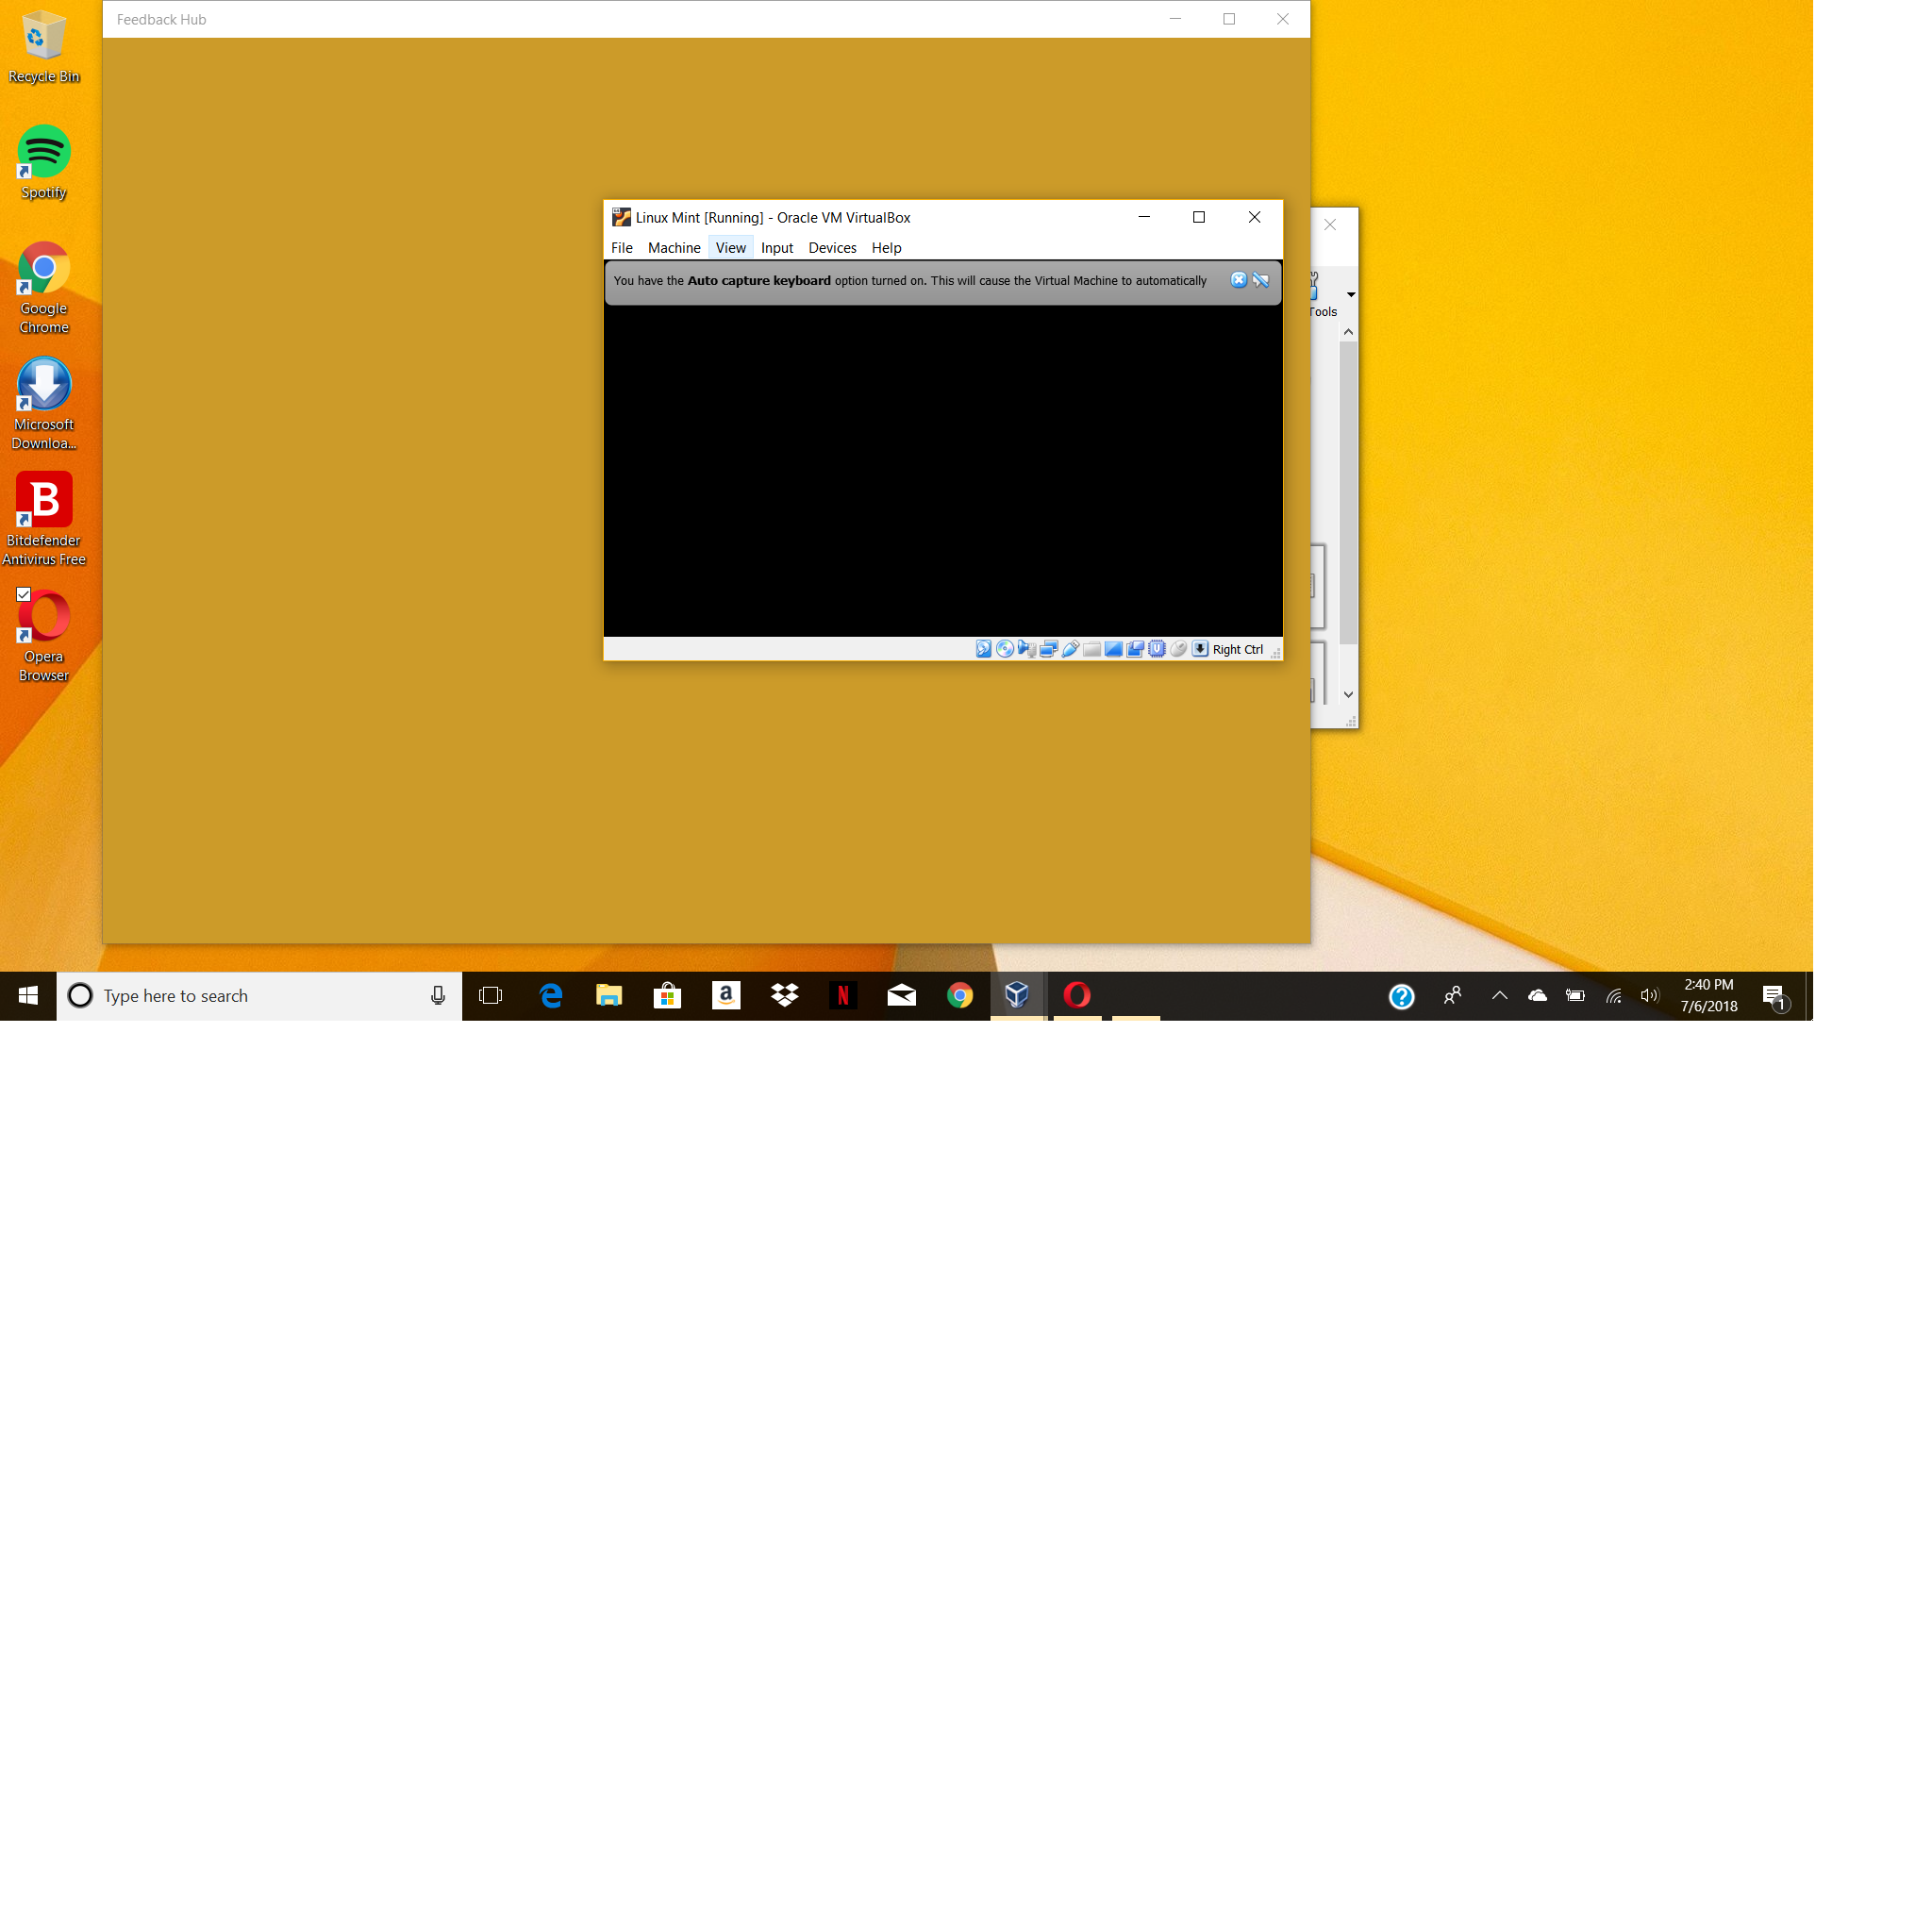 Feedback Hub
Recycle Bin
Spotify
Google
Chrome
Microsoft
Downloa...
B
Bitdefender
Antivirus Free
Opera
Browser
Linux Mint [Running] - Oracle VM VirtualBox
File Machine View Input Devices Help
You have the Auto capture keyboard option turned on. This will cause the Virtual Machine to automatically
Tools
Right Ctrl
Type here to search
a
N
2:40 PM
7/6/2018
1